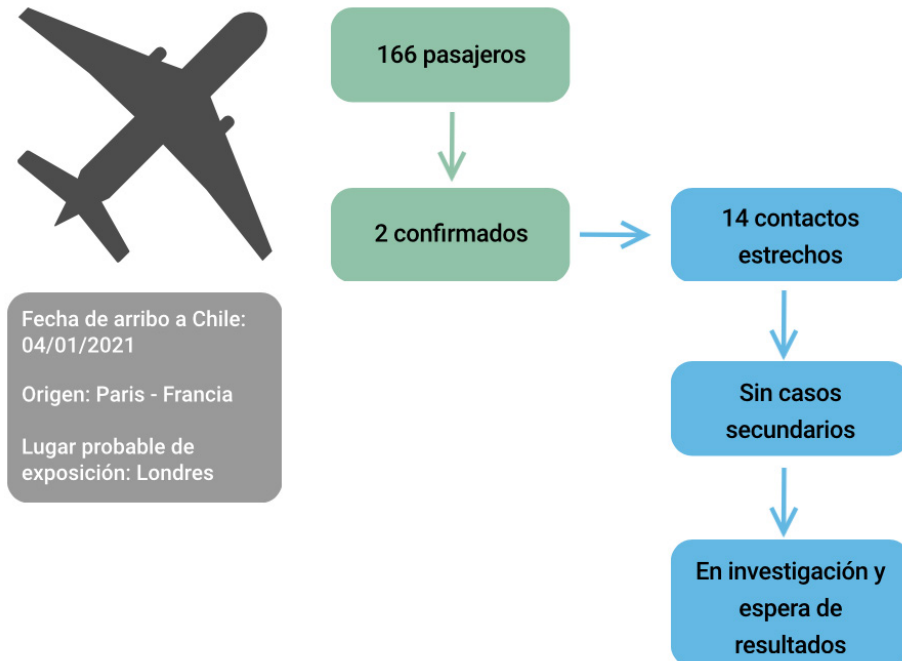 166 pasajeros
2 confirmados
14 contactos
estrechos
Fecha de arribo a Chile:
04/01/2021
Origen: Paris - Francia
Lugar probable de
exposición: Londres
Sin casos
secundarios
En investigación y
espera de
resultados